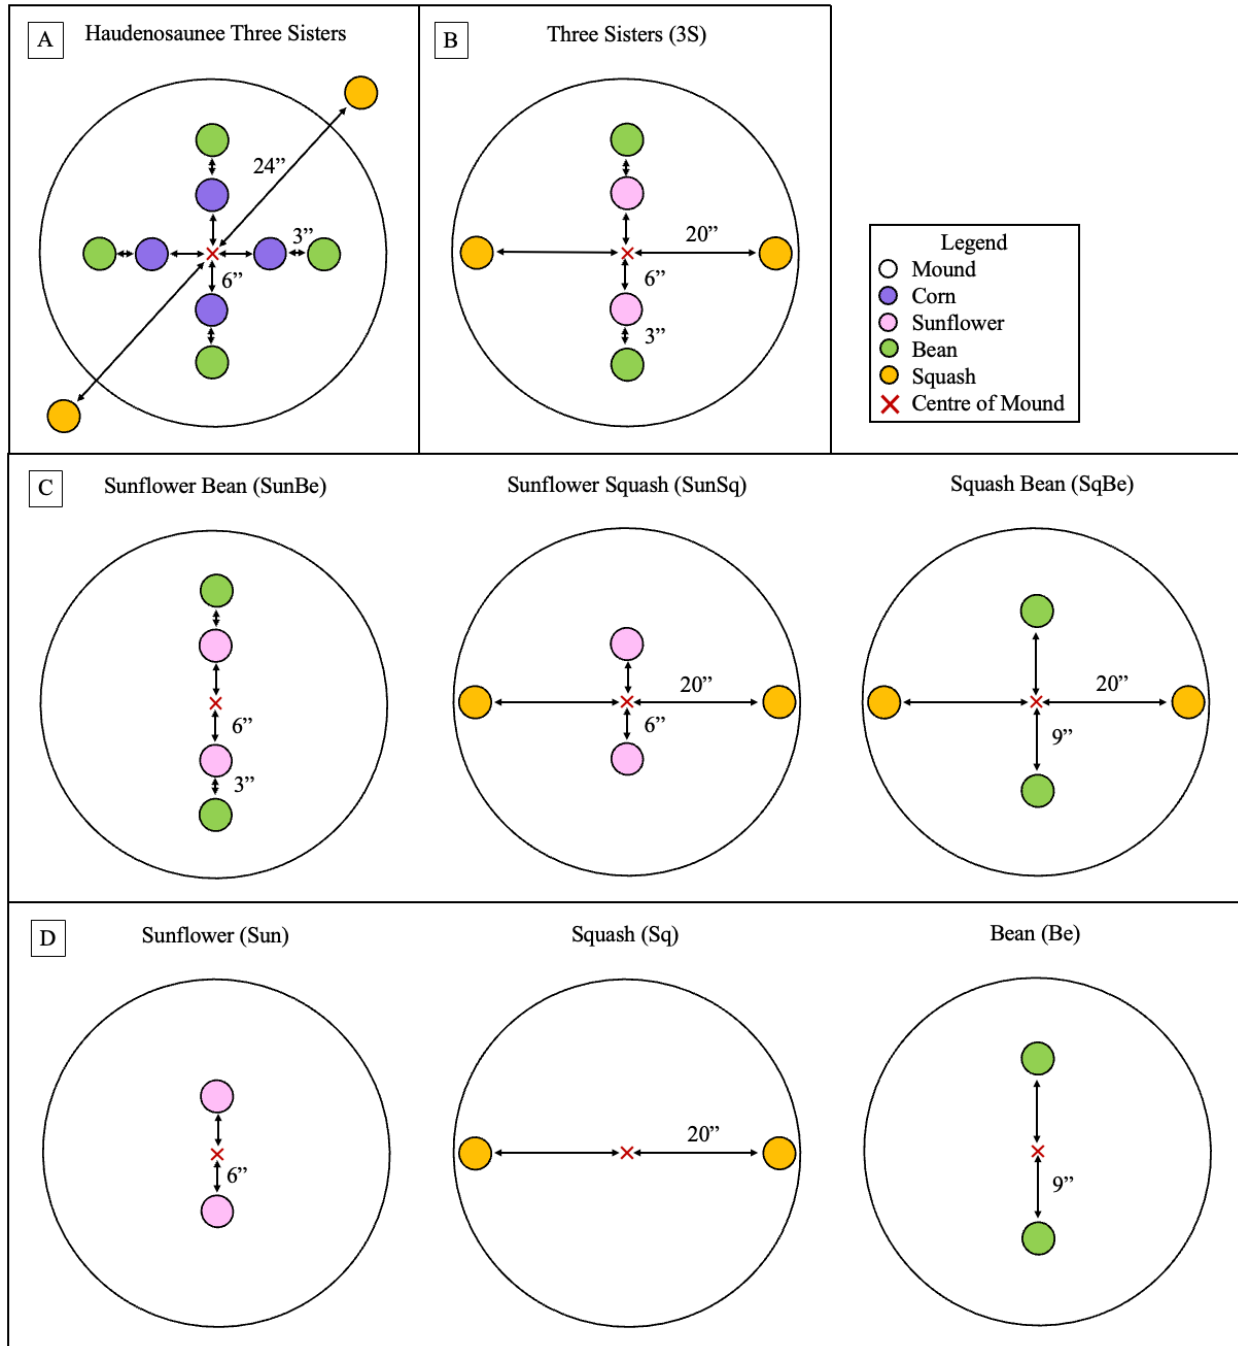 A
Haudenosaunee Three Sisters
24”
3”
6”
B
Three Sisters (3S)
20”
6”
3”
Legend
Mound
Corn
Sunflower
Bean
Squash
Centre of Mound
C
Sunflower Bean (SunBe)
6”
3”
Sunflower Squash (SunSq)
20”
6”
Squash Bean (SqBe)
20”
9”
D
Sunflower (Sun)
6”
Squash (Sq)
20”
Bean (Be)
9”